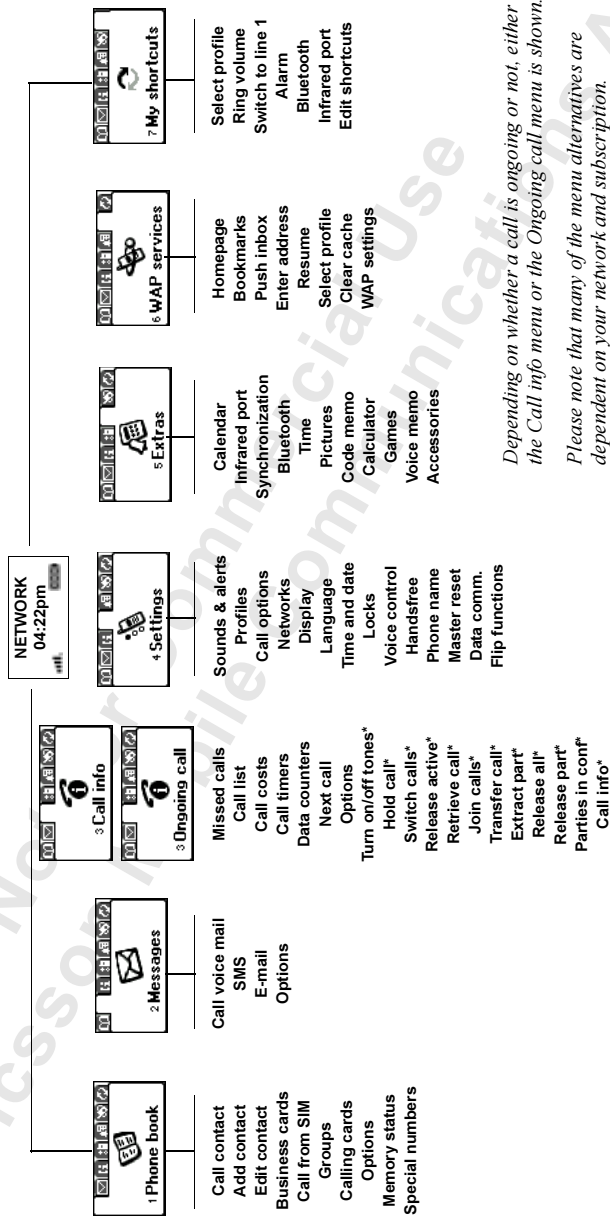 NETWORK
04:22pm
1 Phone book
Call contact
Add contact
Edit contact
Business cards
Call from SIM
Groups
Calling cards
Options
Memory status
Special numbers
2 Messages
Call voice mail
SMS
E-mail
Options
3 Call info
3 Ongoing call
Missed calls
Call list
Call costs
Call timers
Data counters
Next call
Options
Turn on/off tones*
Hold call*
Switch calls*
Release active*
Retrieve call*
Join calls*
Transfer call*
Extract part*
Release all*
Release part*
Parties in conf*
Call info*
4 Settings
Sounds & alerts
Profiles
Call options
Networks
Display
Language
Time and date
Locks
Voice control
Handsfree
Phone name
Master reset
Data comm.
Flip functions
5 Extras
Calendar
Infrared port
Synchronization
Bluetooth
Time
Pictures
Code memo
Calculator
Games
Voice memo
Accessories
6 WAP services
Homepage
Bookmarks
Push inbox
Enter address
Resume
Select profile
Clear cache
WAP settings
7 My shortcuts
Select profile
Ring volume
Switch to line 1
Alarm
Bluetooth
Infrared port
Edit shortcuts
Depending on whether a call is ongoing or not, either
the Call info menu or the Ongoing call menu is shown.
Please note that many of the menu alternatives are
dependent on your network and subscription.
Commercial Use
Communications